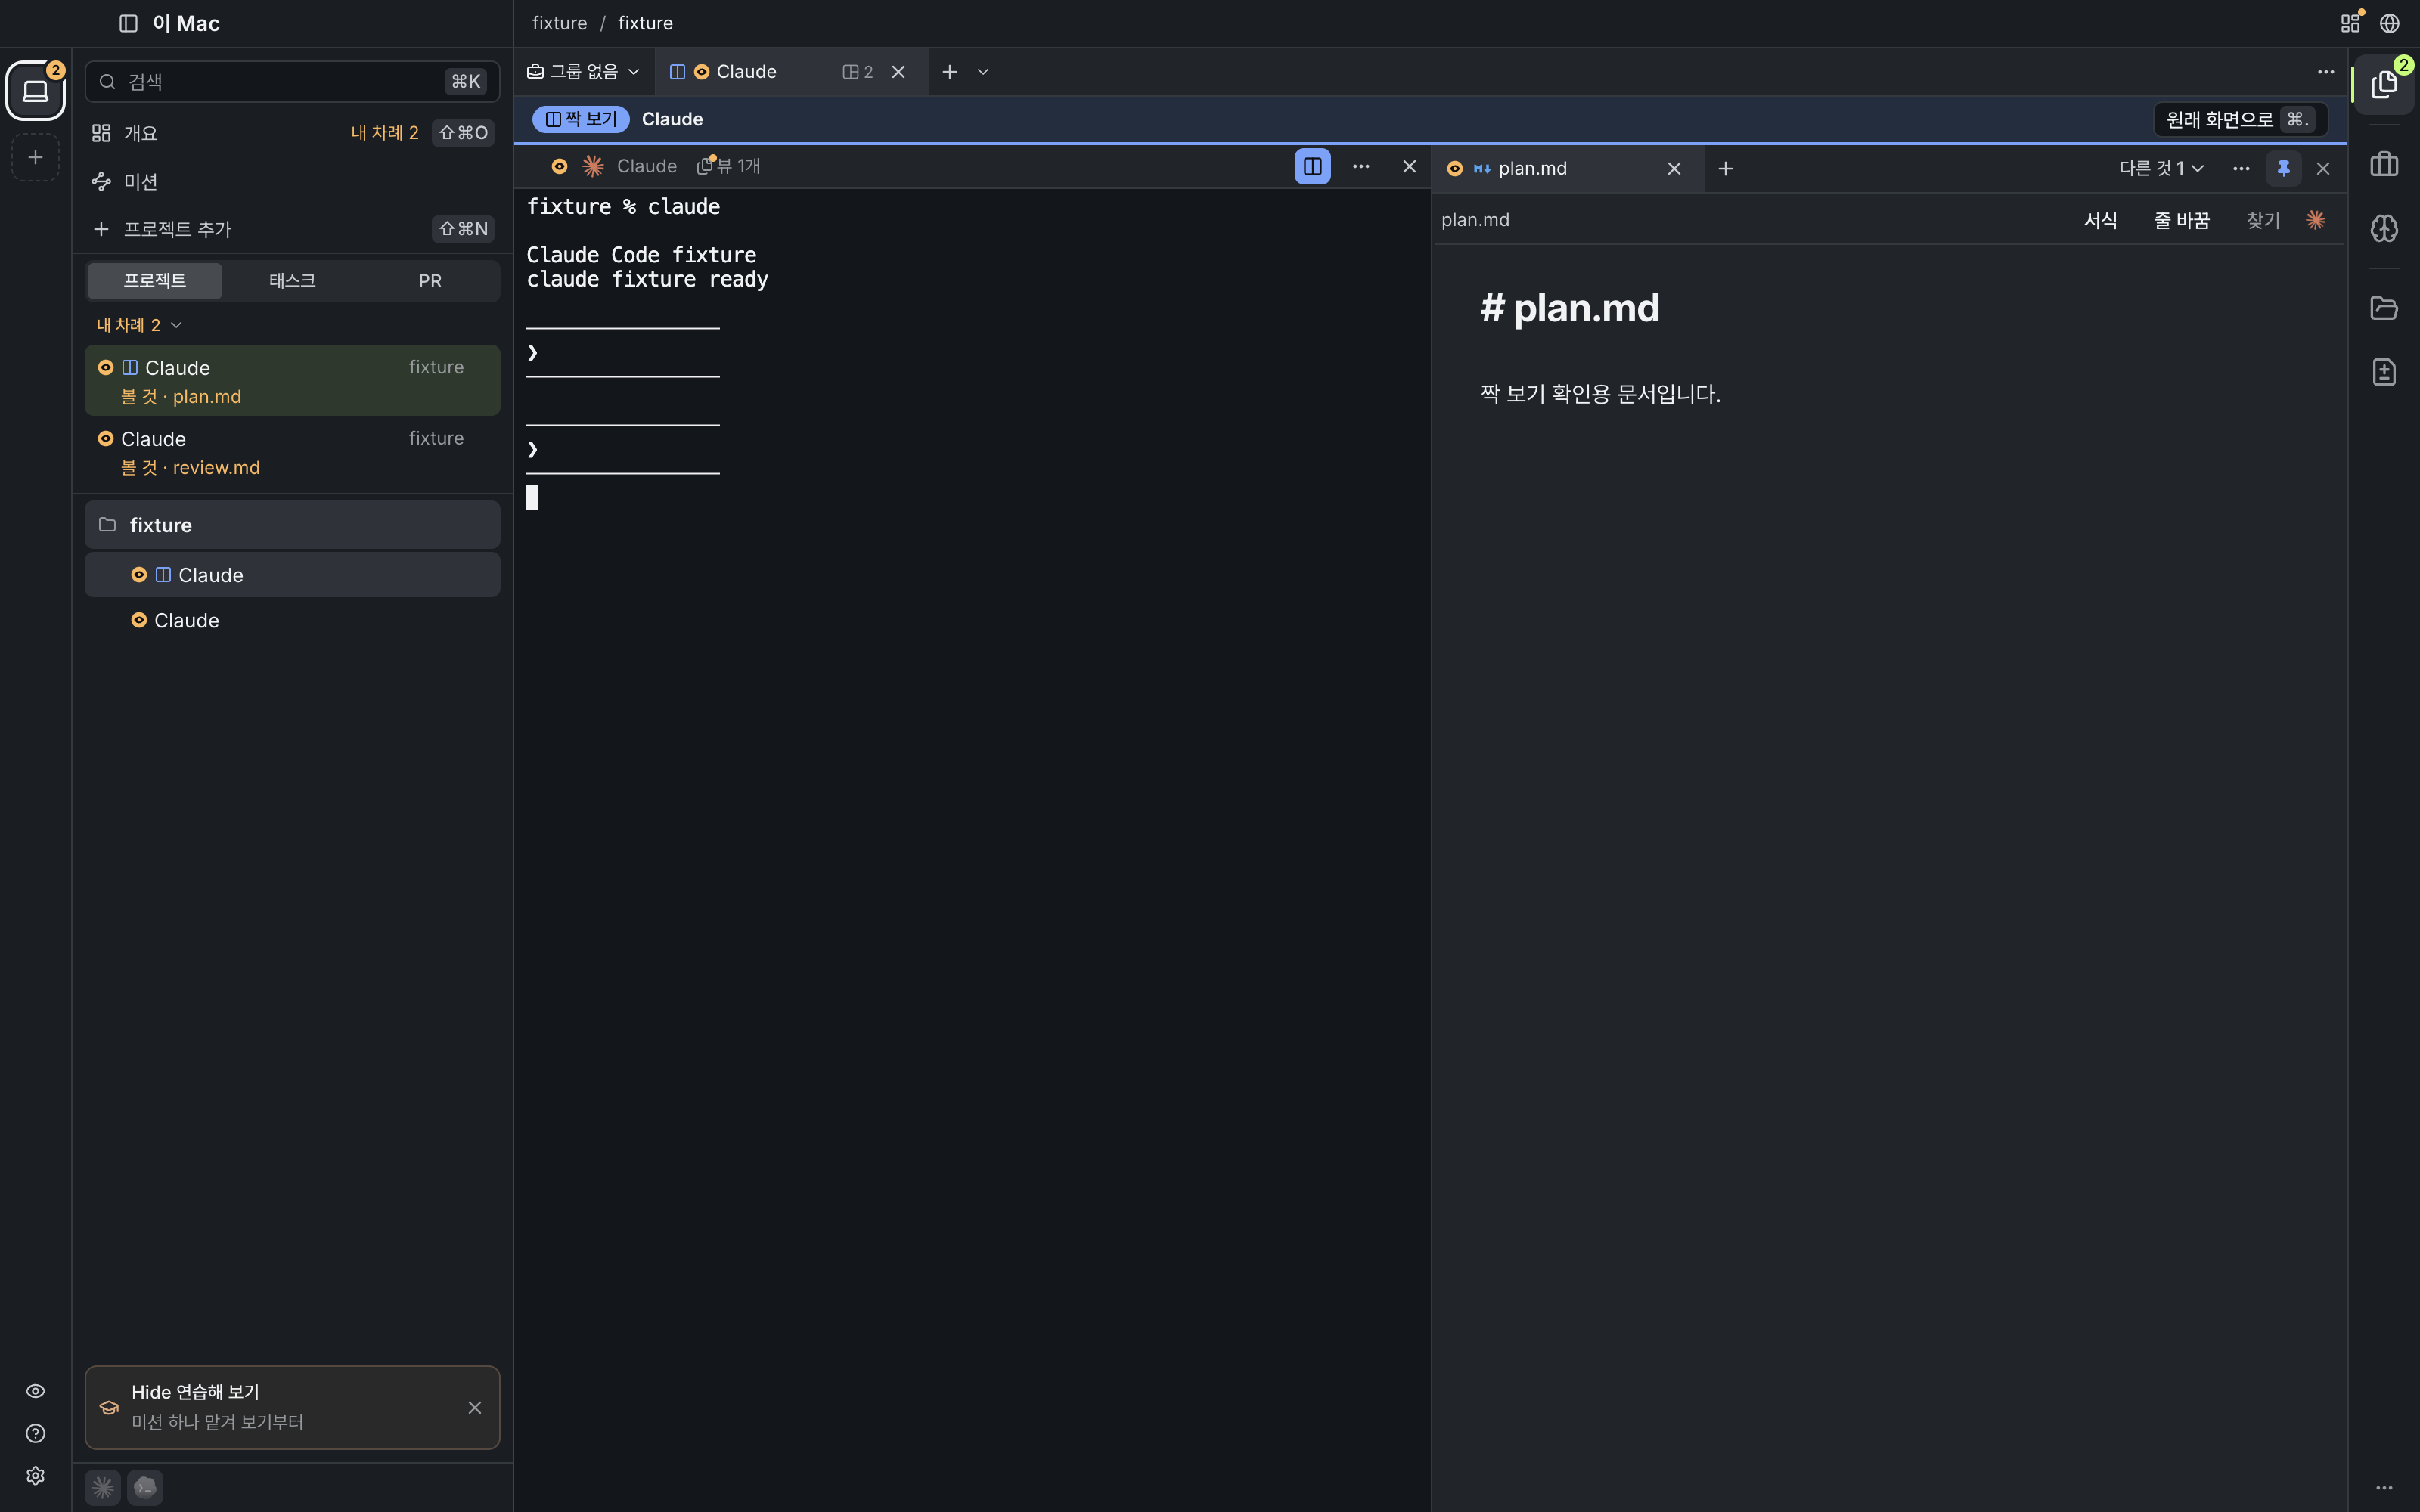 이 Mac
fixture / fixture
2
검색 ⌘K
개요 내 차례 2 ⇧⌘O
미션
프로젝트 추가 ⇧⌘N
프로젝트 태스크 PR
내 차례 2
Claude fixture
볼 것 · plan.md
Claude fixture
볼 것 · review.md
fixture
Claude
Claude
Hide 연습해 보기
미션 하나 맡겨 보기부터
그룹 없음 Claude 2
짝 보기 Claude 원래 화면으로 ⌘.
Claude 뷰 1개
fixture % claude
Claude Code fixture
claude fixture ready
❯
❯
plan.md 다른 것 1
plan.md 서식 줄 바꿈 찾기
# plan.md
짝 보기 확인용 문서입니다.
2